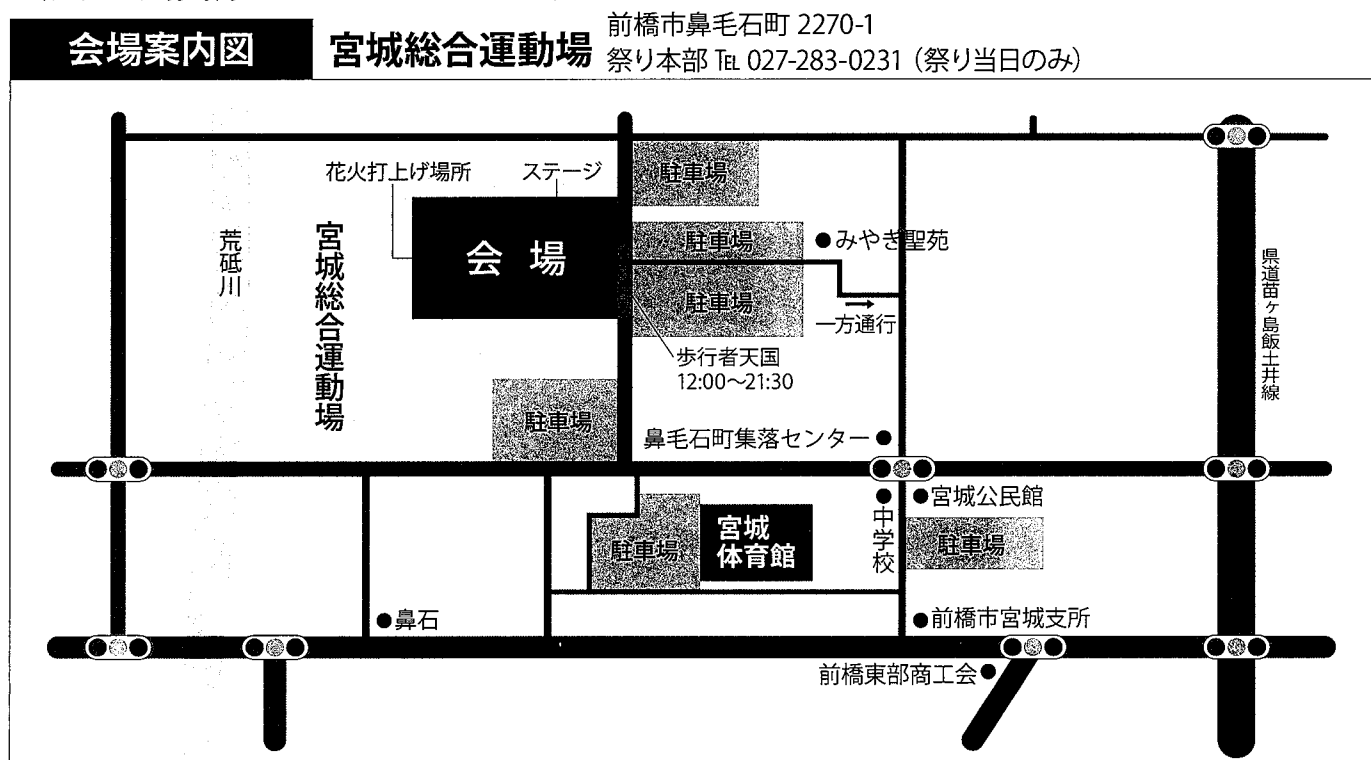 会場案内図
宮城総合運動場
前橋市鼻毛石町 2270-1
祭り本部 ℡ 027-283-0231（祭り当日のみ）
花火打上げ場所
ステージ
駐車場
荒砥川
宮城総合運動場
会 場
駐車場
みやぎ聖苑
駐車場
一方通行
県道苗ヶ島飯土井線
歩行者天国
12:00～21:30
駐車場
鼻毛石町集落センター
中学校
宮城公民館
駐車場
宮城
体育館
駐車場
鼻石
前橋市宮城支所
前橋東部商工会